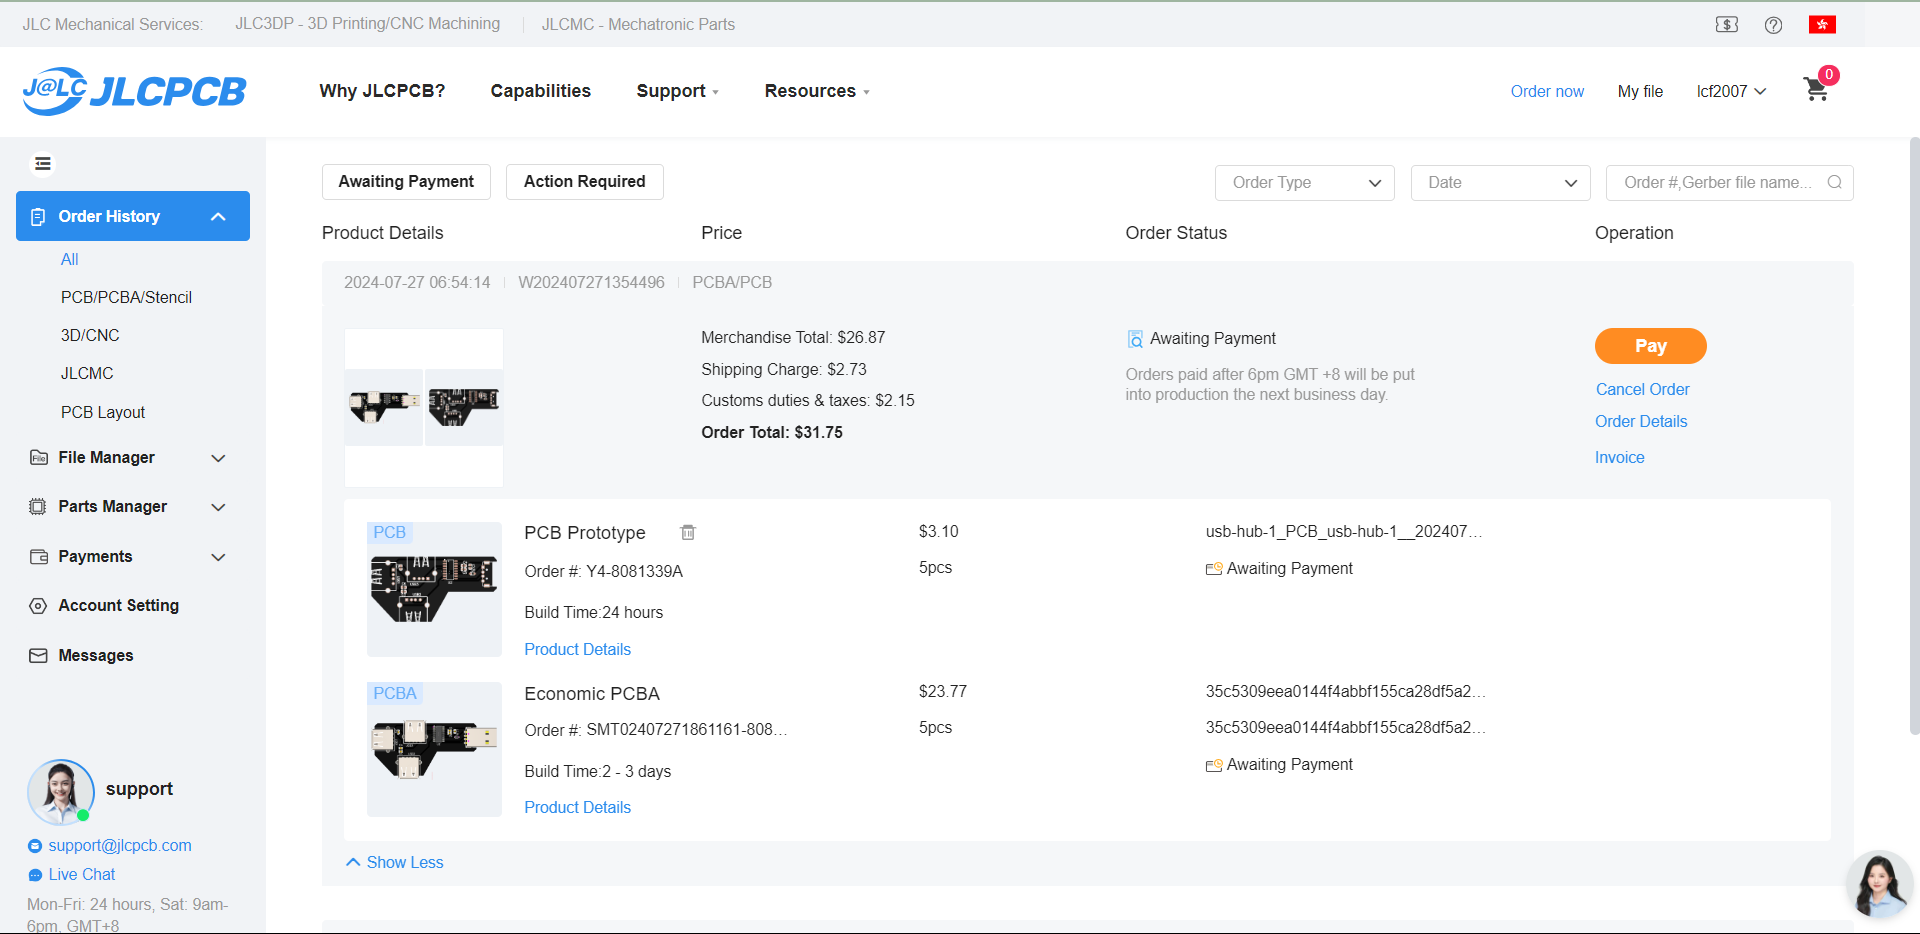 JLC Mechanical Services: JLC3DP - 3D Printing/CNC Machining JLCMC - Mechatronic Parts
J@LC JLCPCB Why JLCPCB? Capabilities Support Resources Order now My file lcf2007 0
Order History
All
PCB/PCBA/Stencil
3D/CNC
JLCMC
PCB Layout
File Manager
Parts Manager
Payments
Account Setting
Messages
support
support@jlcpcb.com
Live Chat
Mon-Fri: 24 hours, Sat: 9am-
6pm, GMT+8
Awaiting Payment Action Required Order Type Date Order #,Gerber file name...
Product Details Price Order Status Operation
2024-07-27 06:54:14 W202407271354496 PCBA/PCB
Merchandise Total: $26.87
Shipping Charge: $2.73
Customs duties & taxes: $2.15
Order Total: $31.75
Awaiting Payment
Orders paid after 6pm GMT +8 will be put
into production the next business day.
Pay
Cancel Order
Order Details
Invoice
PCB
PCB Prototype $3.10 usb-hub-1_PCB_usb-hub-1__202407...
Order #: Y4-8081339A 5pcs Awaiting Payment
Build Time:24 hours
Product Details
PCBA
Economic PCBA $23.77 35c5309eea0144f4abbf155ca28df5a2...
Order #: SMT02407271861161-808... 5pcs 35c5309eea0144f4abbf155ca28df5a2...
Build Time:2 - 3 days Awaiting Payment
Product Details
Show Less